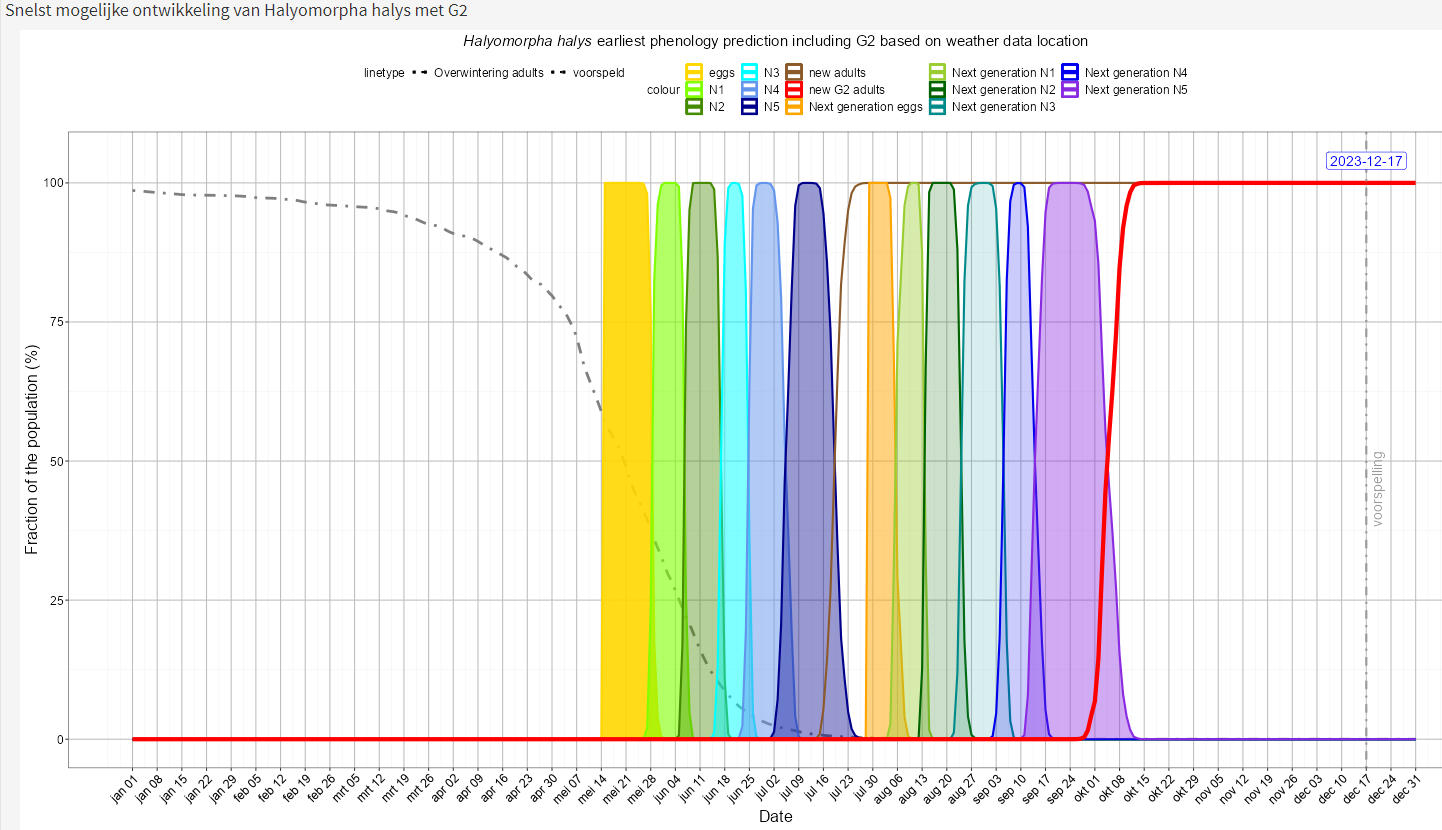 Snelst mogelijke ontwikkeling van Halyomorpha halys met G2
Halyomorpha halys earliest phenology prediction including G2 based on weather data location
linetype Overwintering adults voorspeld
colour
eggs
N1
N2
N3
N4
N5
new adults
new G2 adults
Next generation eggs
Next generation N1
Next generation N2
Next generation N3
Next generation N4
Next generation N5
2023-12-17
voorspelling
Fraction of the population (%)
100
75
50
25
0
jan 01
jan 08
jan 15
jan 22
jan 29
feb 05
feb 12
feb 19
feb 26
mrt 05
mrt 12
mrt 19
mrt 26
apr 02
apr 09
apr 16
apr 23
apr 30
mei 07
mei 14
mei 21
mei 28
jun 04
jun 11
jun 18
jun 25
jul 02
jul 09
jul 16
jul 23
jul 30
aug 06
aug 13
aug 20
aug 27
sep 03
sep 10
sep 17
sep 24
okt 01
okt 08
okt 15
okt 22
okt 29
nov 05
nov 12
nov 19
nov 26
dec 03
dec 10
dec 17
dec 24
dec 31
Date